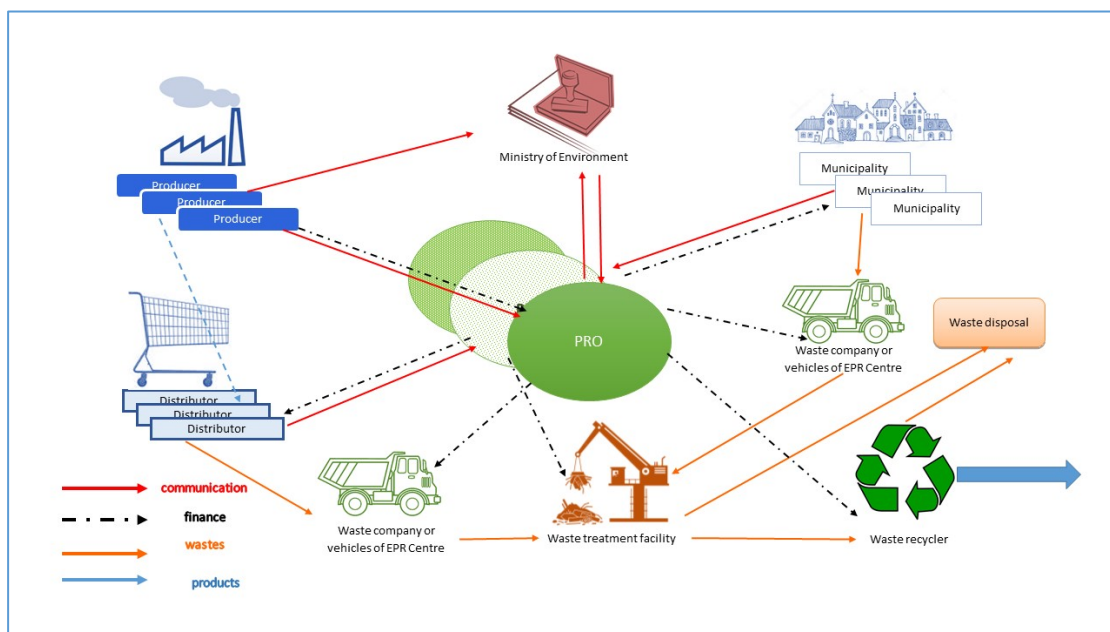 Ministry of Environment
Municipality
Municipality
Municipality
Producer
Producer
Producer
PRO
Waste disposal
Waste company or
vehicles of EPR Centre
Distributor
Distributor
Distributor
communication
finance
wastes
products
Waste company or
vehicles of EPR Centre
Waste treatment facility
Waste recycler